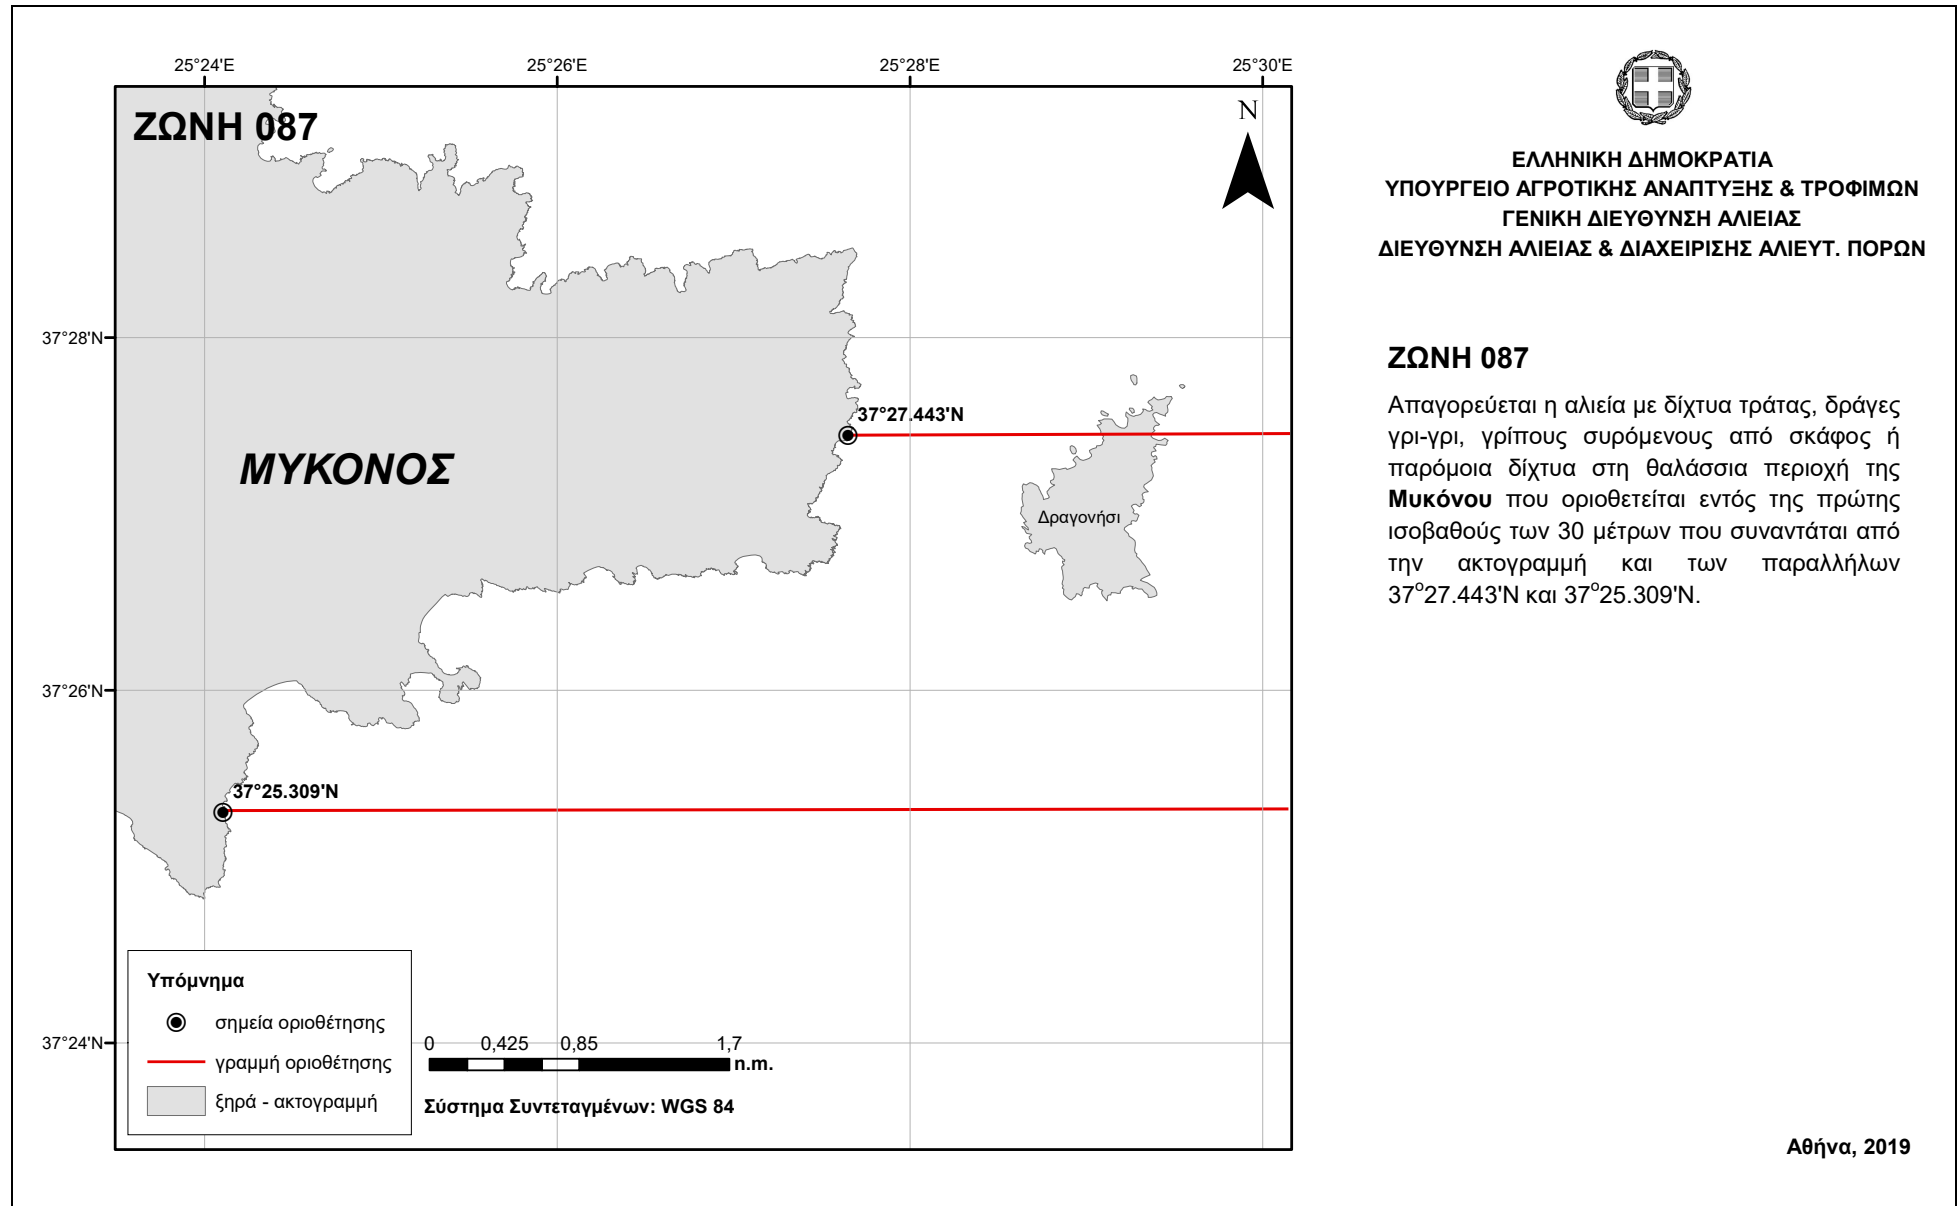 25°24'E 25°26'E 25°28'E 25°30'E
ΖΩΝΗ 087
N
37°28'N
37°27.443'N
ΜΥΚΟΝΟΣ
Δραγονήσι
37°26'N
37°25.309'N
37°24'N
Υπόμνημα
σημεία οριοθέτησης
γραμμή οριοθέτησης
ξηρά - ακτογραμμή
0 0,425 0,85 1,7
n.m.
Σύστημα Συντεταγμένων: WGS 84
ΕΛΛΗΝΙΚΗ ΔΗΜΟΚΡΑΤΙΑ
ΥΠΟΥΡΓΕΙΟ ΑΓΡΟΤΙΚΗΣ ΑΝΑΠΤΥΞΗΣ & ΤΡΟΦΙΜΩΝ
ΓΕΝΙΚΗ ΔΙΕΥΘΥΝΣΗ ΑΛΙΕΙΑΣ
ΔΙΕΥΘΥΝΣΗ ΑΛΙΕΙΑΣ & ΔΙΑΧΕΙΡΙΣΗΣ ΑΛΙΕΥΤ. ΠΟΡΩΝ
ΖΩΝΗ 087
Απαγορεύεται η αλιεία με δίχτυα τράτας, δράγες
γρι-γρι, γρίπους συρόμενους από σκάφος ή
παρόμοια δίχτυα στη θαλάσσια περιοχή της
Μυκόνου που οριοθετείται εντός της πρώτης
ισοβαθούς των 30 μέτρων που συναντάται από
την ακτογραμμή και των παραλλήλων
37°27.443'N και 37°25.309'N.
Αθήνα, 2019